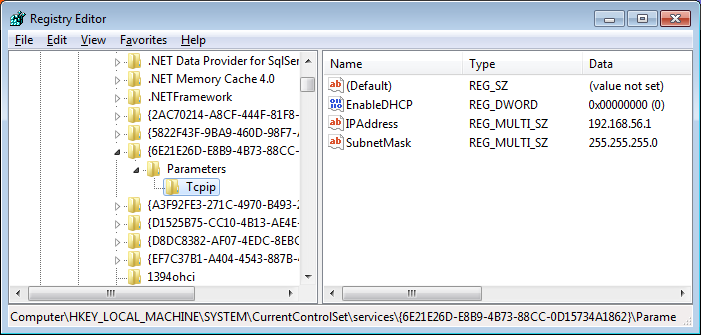 Registry Editor
File Edit View Favorites Help
.NET Data Provider for SqlSer
.NET Memory Cache 4.0
.NETFramework
{2AC70214-A8CF-444F-81F8-
{5822F43F-9BA9-460D-98F7-A
{6E21E26D-E8B9-4B73-88CC-
Parameters
Tcpip
{A3F92FE3-271C-4970-B493-2
{D1525B75-CC10-4B13-AE4E-
{D8DC8382-AF07-4EDC-8EBC
{EF7C37B1-A404-4543-887B-4
1394ohci
Name Type Data
(Default) REG_SZ (value not set)
EnableDHCP REG_DWORD 0x00000000 (0)
IPAddress REG_MULTI_SZ 192.168.56.1
SubnetMask REG_MULTI_SZ 255.255.255.0
Computer\HKEY_LOCAL_MACHINE\SYSTEM\CurrentControlSet\services\{6E21E26D-E8B9-4B73-88CC-0D15734A1862}\Parame